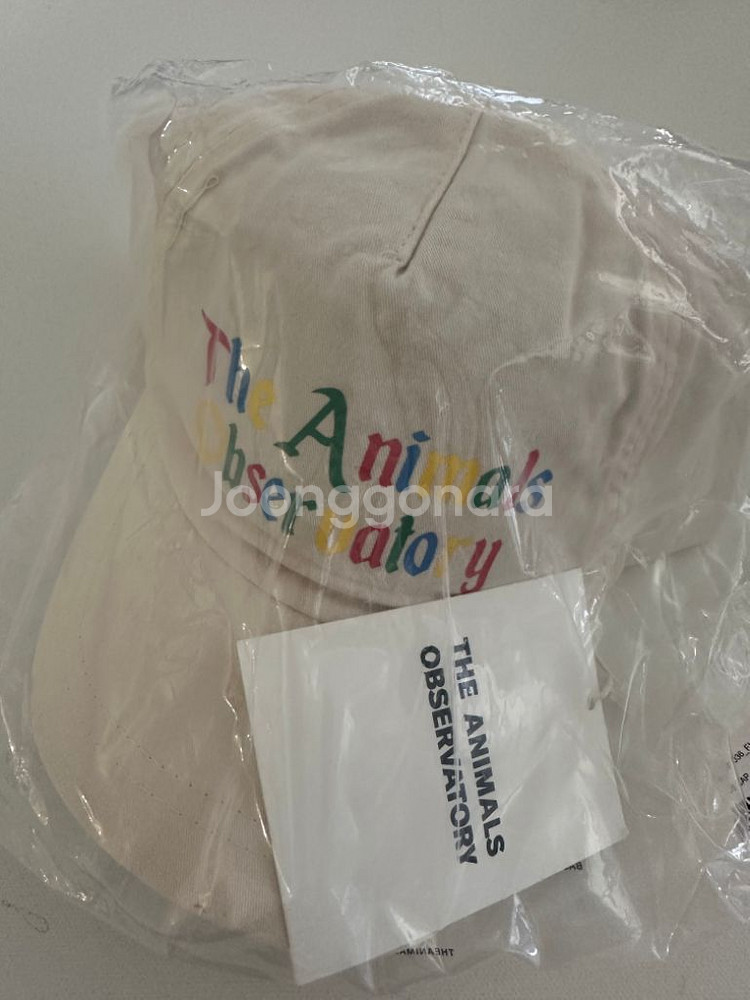 The Animals
Observatory
Joonggonara
THE ANIMALS
OBSERVATORY